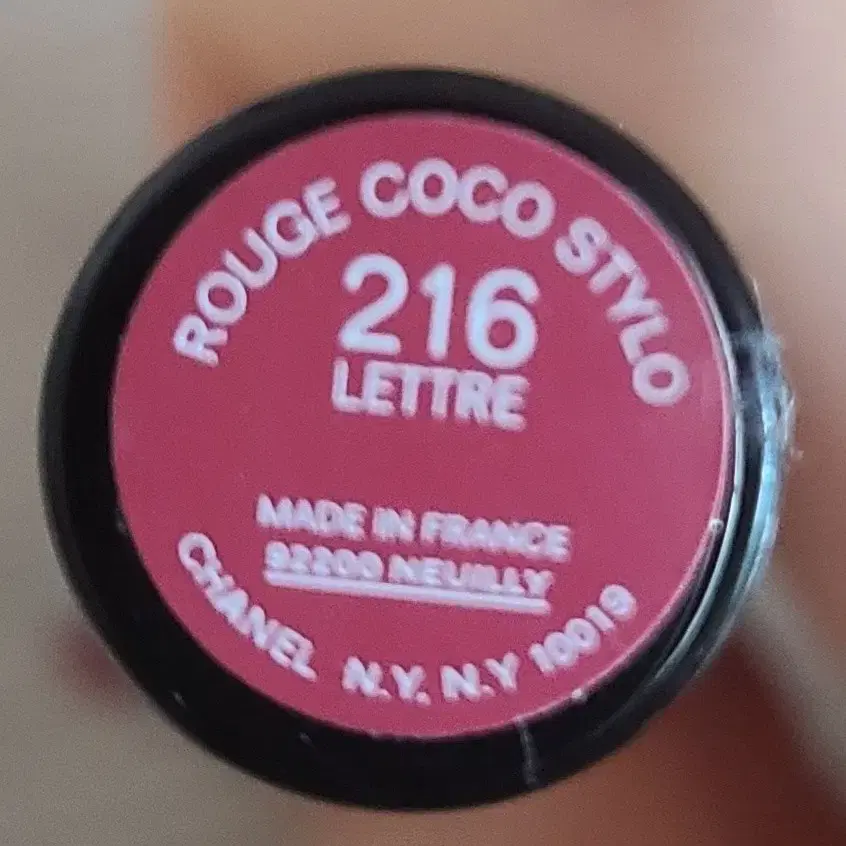 ROUGE COCO STYLO
216
LETTRE
MADE IN FRANCE
92200 NEUILLY
CHANEL N.Y. N.Y 10019